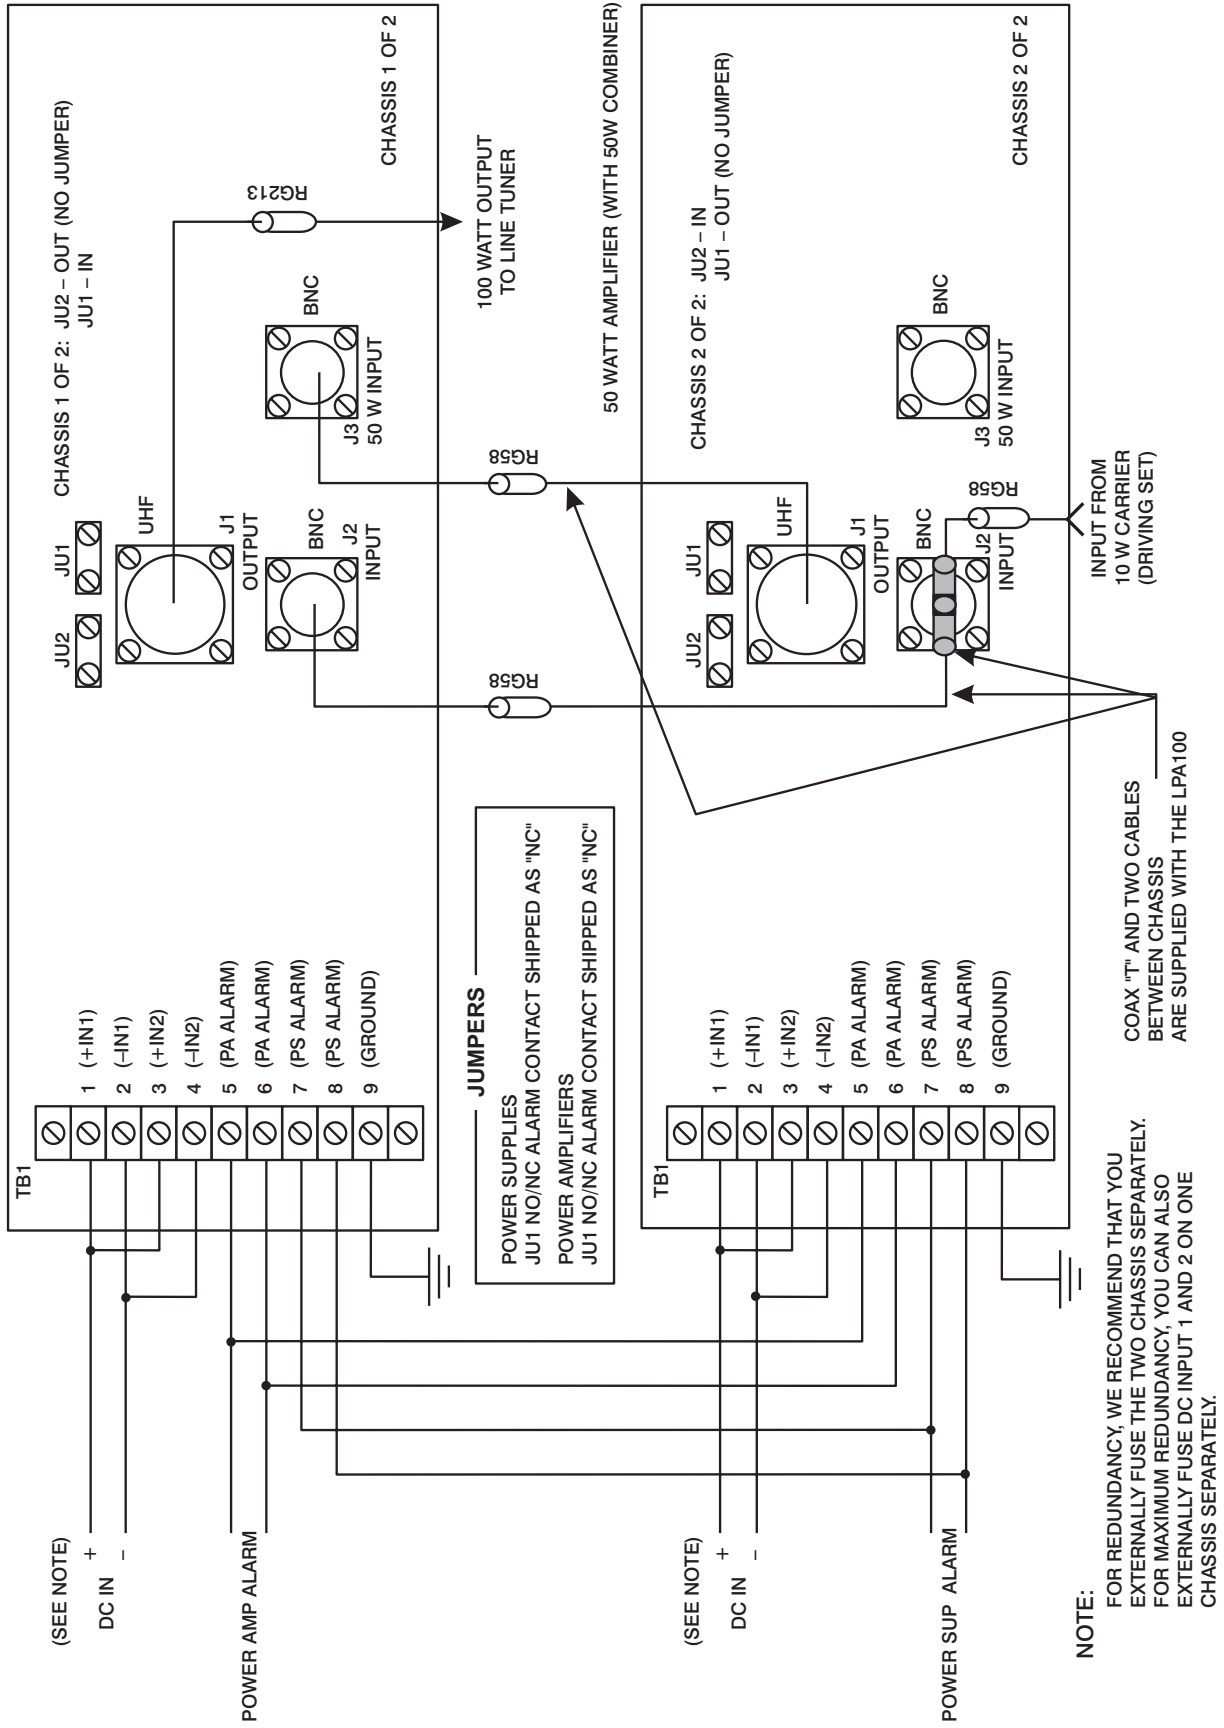 CHASSIS 1 OF 2: JU2 – OUT (NO JUMPER)
JU1 – IN
CHASSIS 1 OF 2
TB1
1 (+IN1)
2 (–IN1)
3 (+IN2)
4 (–IN2)
5 (PA ALARM)
6 (PA ALARM)
7 (PS ALARM)
8 (PS ALARM)
9 (GROUND)
JU2
JU1
UHF
J1
OUTPUT
BNC
J2
INPUT
BNC
J3
50 W INPUT
RG213
100 WATT OUTPUT
TO LINE TUNER
(SEE NOTE)
+
DC IN
–
POWER AMP ALARM
JUMPERS
POWER SUPPLIES
JU1 NO/NC ALARM CONTACT SHIPPED AS "NC"
POWER AMPLIFIERS
JU1 NO/NC ALARM CONTACT SHIPPED AS "NC"
RG58
RG58
50 WATT AMPLIFIER (WITH 50W COMBINER)
CHASSIS 2 OF 2: JU2 – IN
JU1 – OUT (NO JUMPER)
CHASSIS 2 OF 2
TB1
1 (+IN1)
2 (–IN1)
3 (+IN2)
4 (–IN2)
5 (PA ALARM)
6 (PA ALARM)
7 (PS ALARM)
8 (PS ALARM)
9 (GROUND)
JU2
JU1
UHF
J1
OUTPUT
BNC
J2
INPUT
RG58
BNC
J3
50 W INPUT
(SEE NOTE)
+
DC IN
–
POWER SUP ALARM
INPUT FROM
10 W CARRIER
(DRIVING SET)
COAX "T" AND TWO CABLES
BETWEEN CHASSIS
ARE SUPPLIED WITH THE LPA100
NOTE:
FOR REDUNDANCY, WE RECOMMEND THAT YOU
EXTERNALLY FUSE THE TWO CHASSIS SEPARATELY.
FOR MAXIMUM REDUNDANCY, YOU CAN ALSO
EXTERNALLY FUSE DC INPUT 1 AND 2 ON ONE
CHASSIS SEPARATELY.